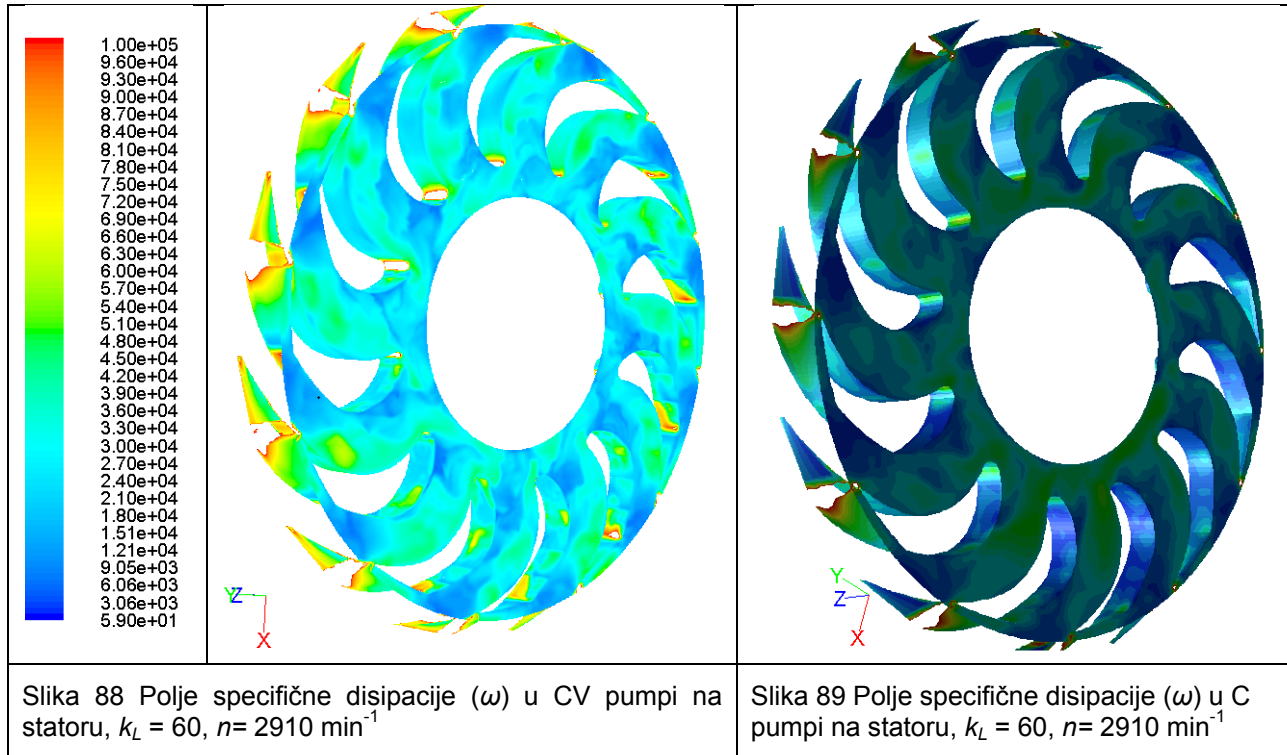 1.00e+05
9.60e+04
9.30e+04
9.00e+04
8.70e+04
8.40e+04
8.10e+04
7.80e+04
7.50e+04
7.20e+04
6.90e+04
6.60e+04
6.30e+04
6.00e+04
5.70e+04
5.40e+04
5.10e+04
4.80e+04
4.50e+04
4.20e+04
3.90e+04
3.60e+04
3.30e+04
3.00e+04
2.70e+04
2.40e+04
2.10e+04
1.80e+04
1.51e+04
1.21e+04
9.05e+03
6.06e+03
3.06e+03
5.90e+01
Y Z
X
Y
Z
X
Slika 88 Polje specifične disipacije (ω) u CV pumpi na
statoru, k_L = 60, n= 2910 min⁻¹
Slika 89 Polje specifične disipacije (ω) u C
pumpi na statoru, k_L = 60, n= 2910 min⁻¹